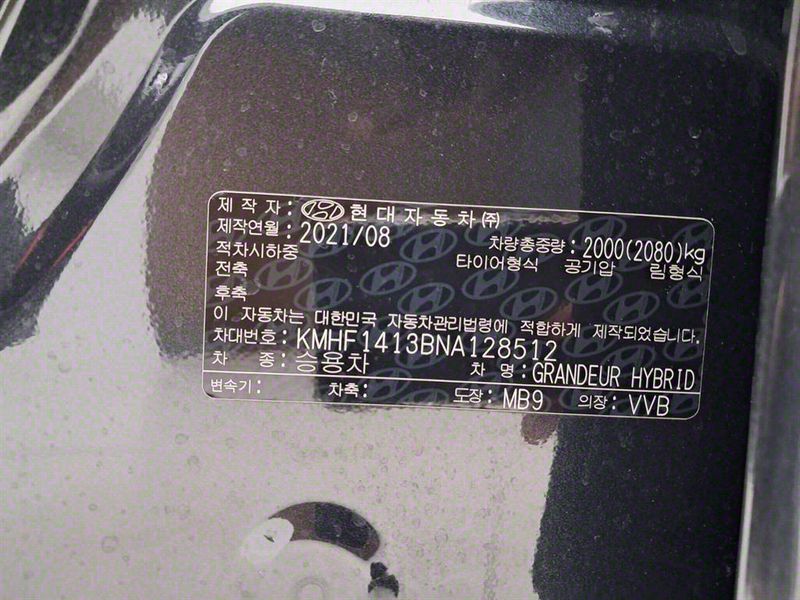 제 작 자 : 현대자동차㈜
제작연월 : 2021/08 차량총중량 : 2000(2080)kg
적차시하중 타이어형식 공기압 림형식
전축
후축
이 자동차는 대한민국 자동차관리법령에 적합하게 제작되었습니다.
차대번호 : KMHF1413BNA128512
차 종 : 승용차 차 명 : GRANDEUR HYBRID
변속기 : 차축 : 도장 : MB9 의장 : VVB